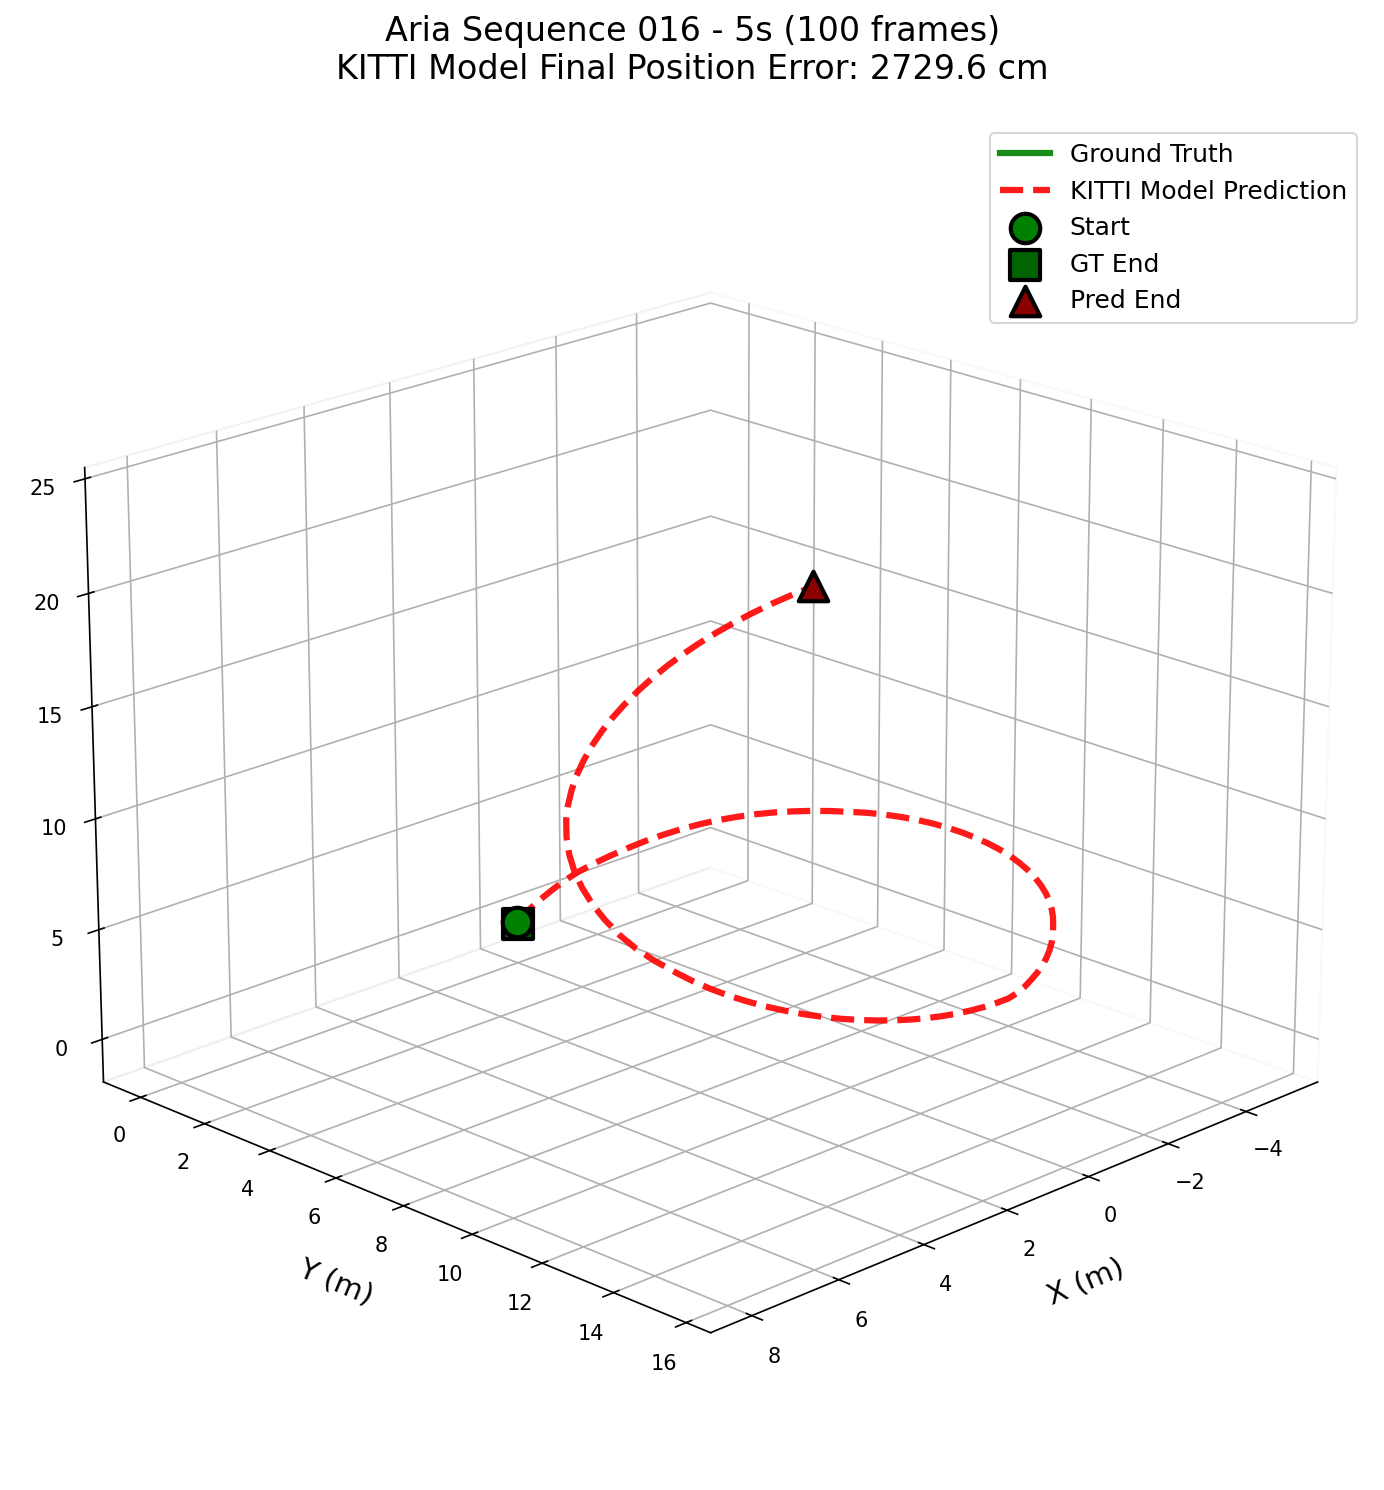 Aria Sequence 016 - 5s (100 frames)
KITTI Model Final Position Error: 2729.6 cm
Ground Truth
KITTI Model Prediction
Start
GT End
Pred End
25
20
15
10
5
0
0
2
4
6
8
10
12
14
16
Y (m)
8
6
4
2
0
−2
−4
X (m)